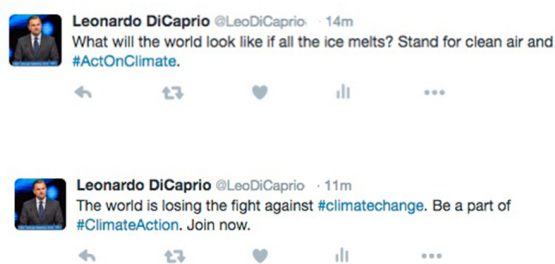 Leonardo DiCaprio @LeoDiCaprio · 14m
What will the world look like if all the ice melts? Stand for clean air and
#ActOnClimate.
Leonardo DiCaprio @LeoDiCaprio · 11m
The world is losing the fight against #climatechange. Be a part of
#ClimateAction. Join now.